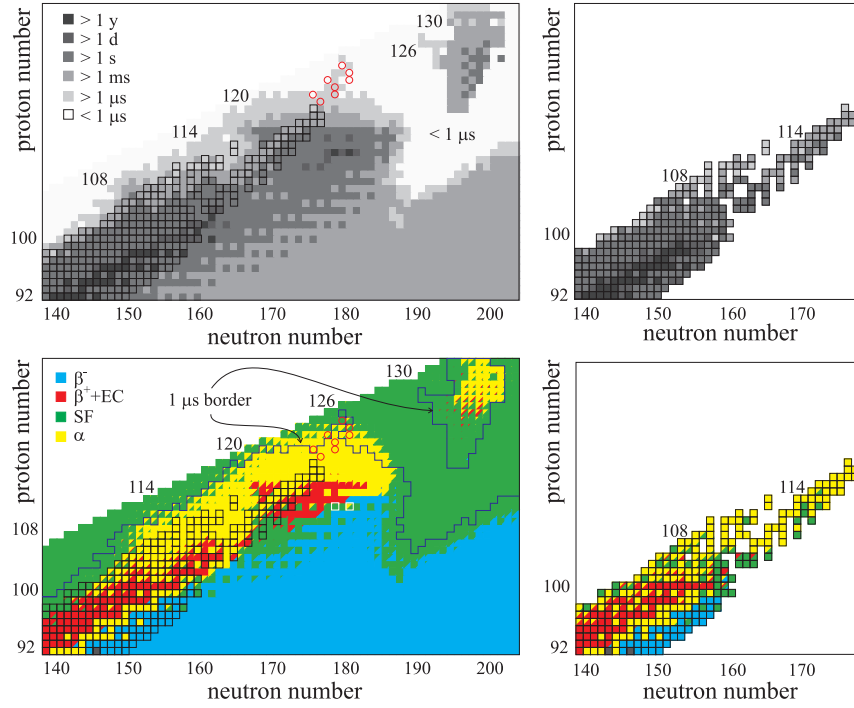 proton number
> 1 y
> 1 d
> 1 s
> 1 ms
> 1 μs
< 1 μs
130
126
120
114
108
100
92
< 1 μs
140 150 160 170 180 190 200
neutron number
proton number
114
108
100
92
140 150 160 170
neutron number
proton number
β⁻
β⁺+EC
SF
α
1 μs border
130
126
120
114
108
100
92
140 150 160 170 180 190 200
neutron number
proton number
114
108
100
92
140 150 160 170
neutron number